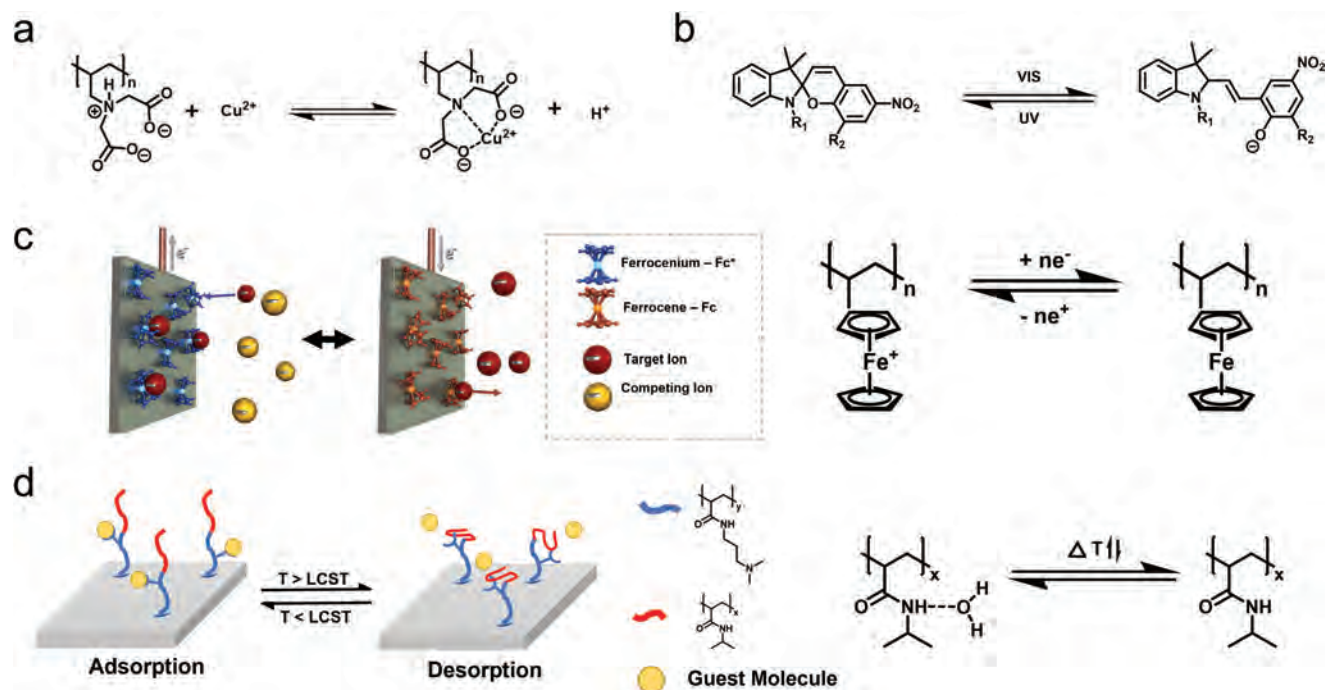 a
n
H
N
⊕
O
O
⊖
O
O
⊖
+ Cu²⁺
n
N
O
O
⊖
O
O
⊖
Cu²⁺
+ H⁺
b
N
R₁
O
NO₂
R₂
VIS
UV
N
R₁
NO₂
O
⊖
R₂
c
e⁻
e⁻
Ferrocenium – Fc⁺
Ferrocene – Fc
Target Ion
Competing Ion
n
Fe⁺
+ ne⁻
- ne⁺
n
Fe
d
T > LCST
T < LCST
Adsorption
Desorption
y
O
NH
N
x
O
NH
Guest Molecule
x
O
NH
O
H
H
Δ T
x
O
NH